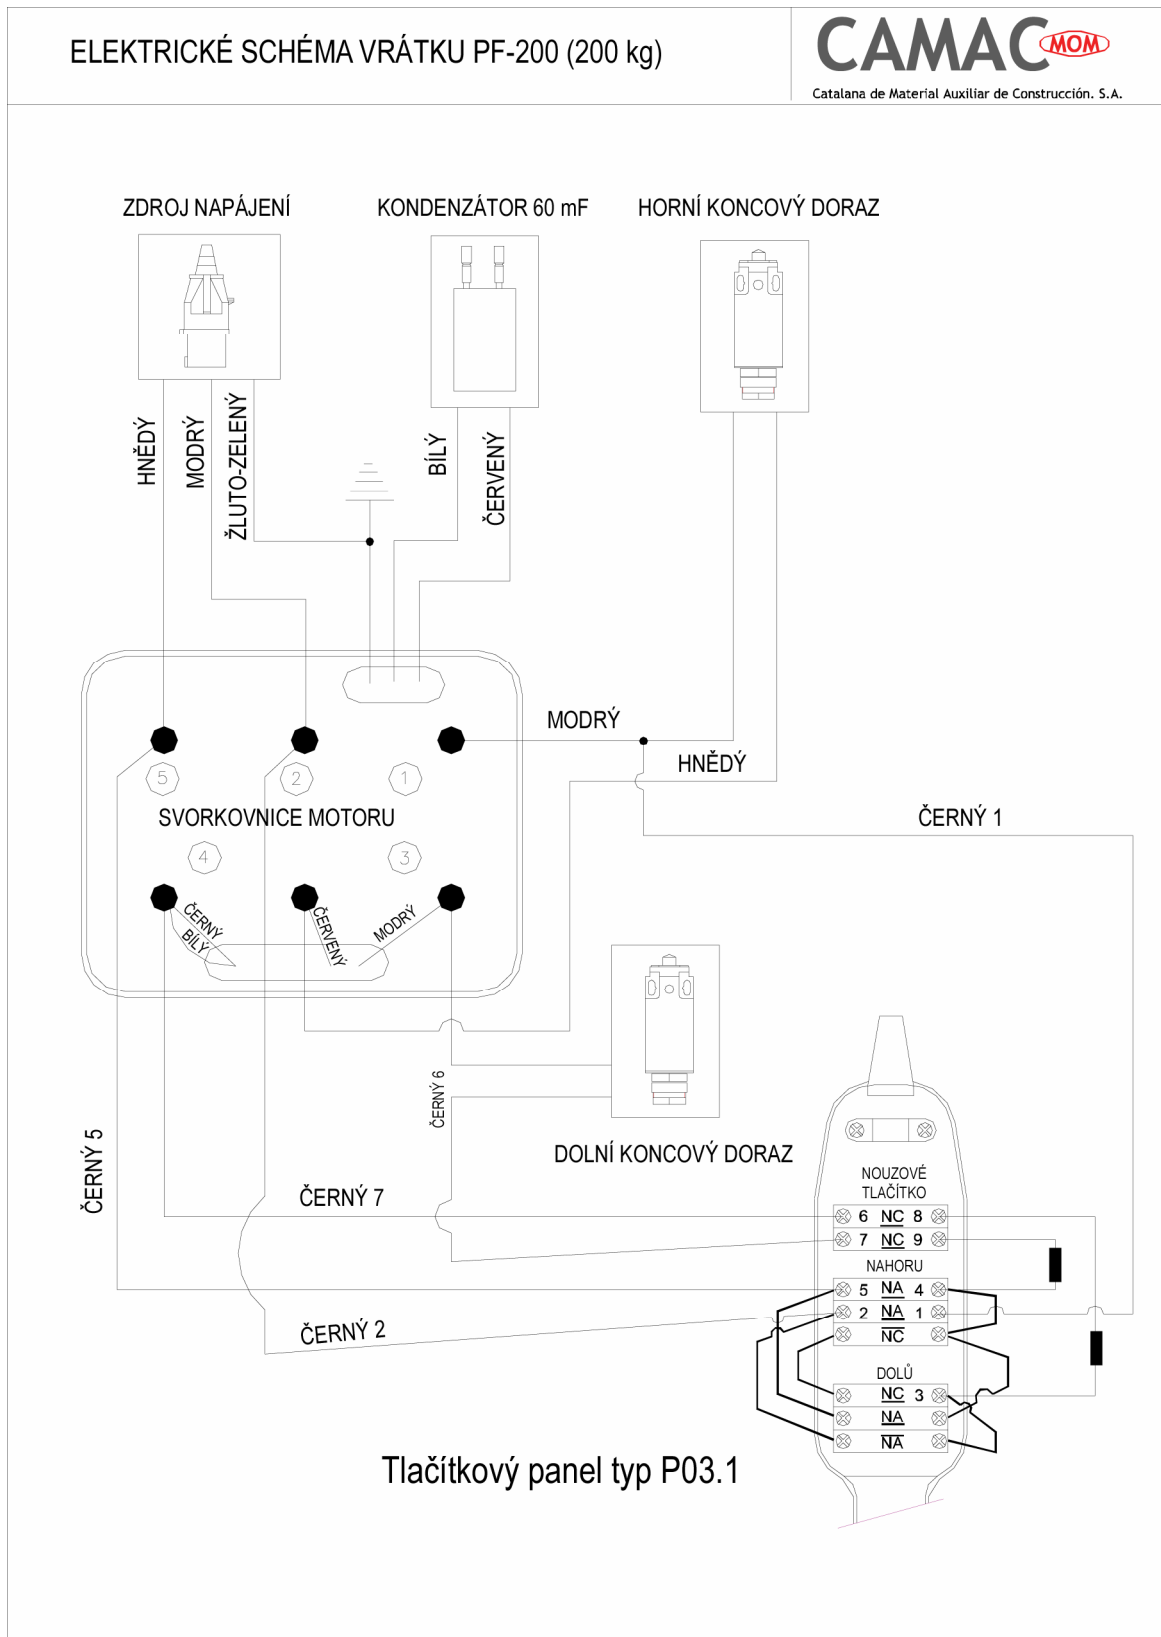 ELEKTRICKÉ SCHÉMA VRÁTKU PF-200 (200 kg)
CAMAC MOM
Catalana de Material Auxiliar de Construcción. S.A.
ZDROJ NAPÁJENÍ
KONDENZÁTOR 60 mF
HORNÍ KONCOVÝ DORAZ
HNĚDÝ
MODRÝ
ŽLUTO-ZELENÝ
BÍLÝ
ČERVENÝ
MODRÝ
HNĚDÝ
5
2
1
SVORKOVNICE MOTORU
ČERNÝ 1
4
3
ČERNÝ
BÍLÝ
ČERVENÝ
MODRÝ
ČERNÝ 6
DOLNÍ KONCOVÝ DORAZ
ČERNÝ 5
ČERNÝ 7
NOUZOVÉ
TLAČÍTKO
6 NC 8
7 NC 9
NAHORU
5 NA 4
2 NA 1
NC
ČERNÝ 2
DOLŮ
NC 3
NA
NA
Tlačítkový panel typ P03.1